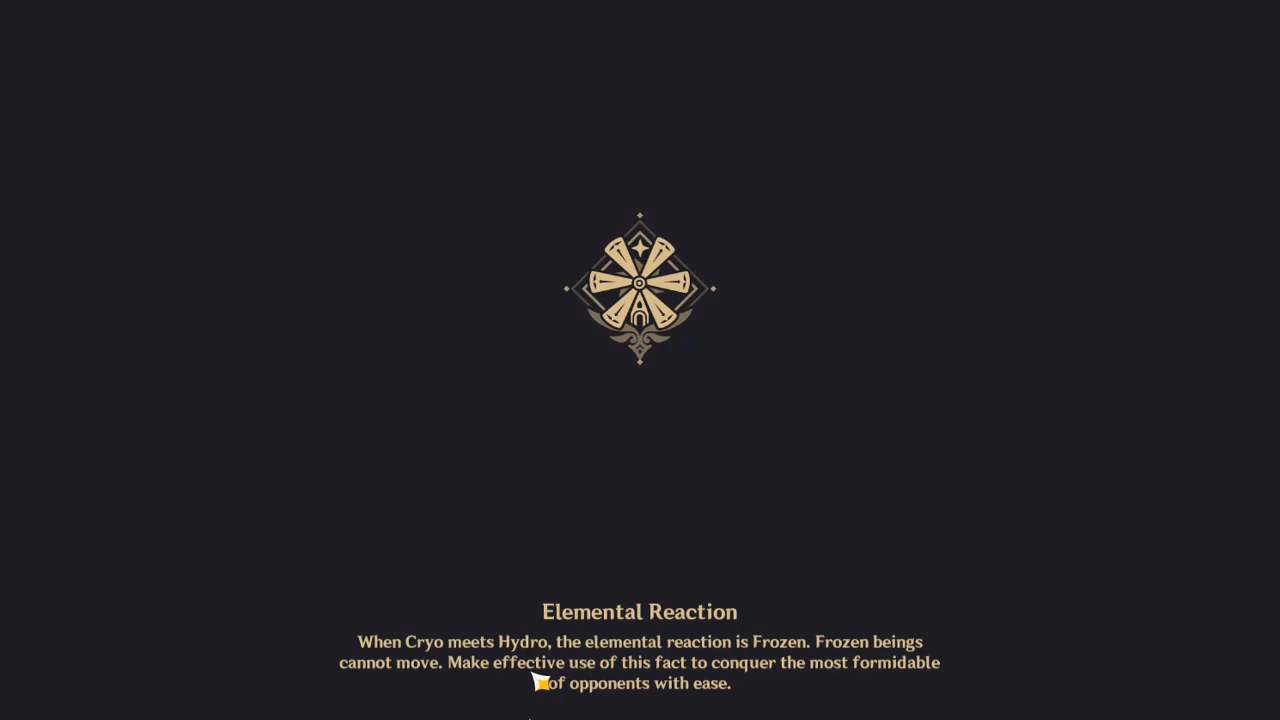 Elemental Reaction
When Cryo meets Hydro, the elemental reaction is Frozen. Frozen beings
cannot move. Make effective use of this fact to conquer the most formidable
of opponents with ease.